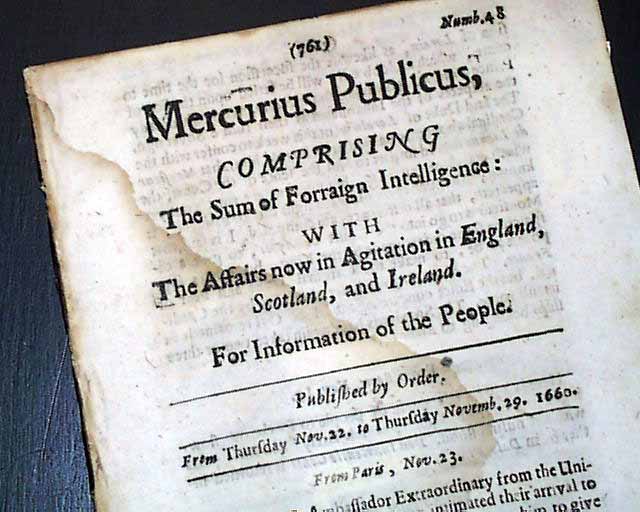 Numb.48
(761)
Mercurius Publicus,
COMPRISING
The Sum of Forraign Intelligence:
WITH
The Affairs now in Agitation in England,
Scotland, and Ireland.
For Information of the People.
Publiſhed by Order.
From Thurſday Nov.22. to Thurſday Novemb.29. 1660.
From Paris, Nov.23.
Ambaſſador Extraordinary from the Uni-
intimated their arrival to
him to give